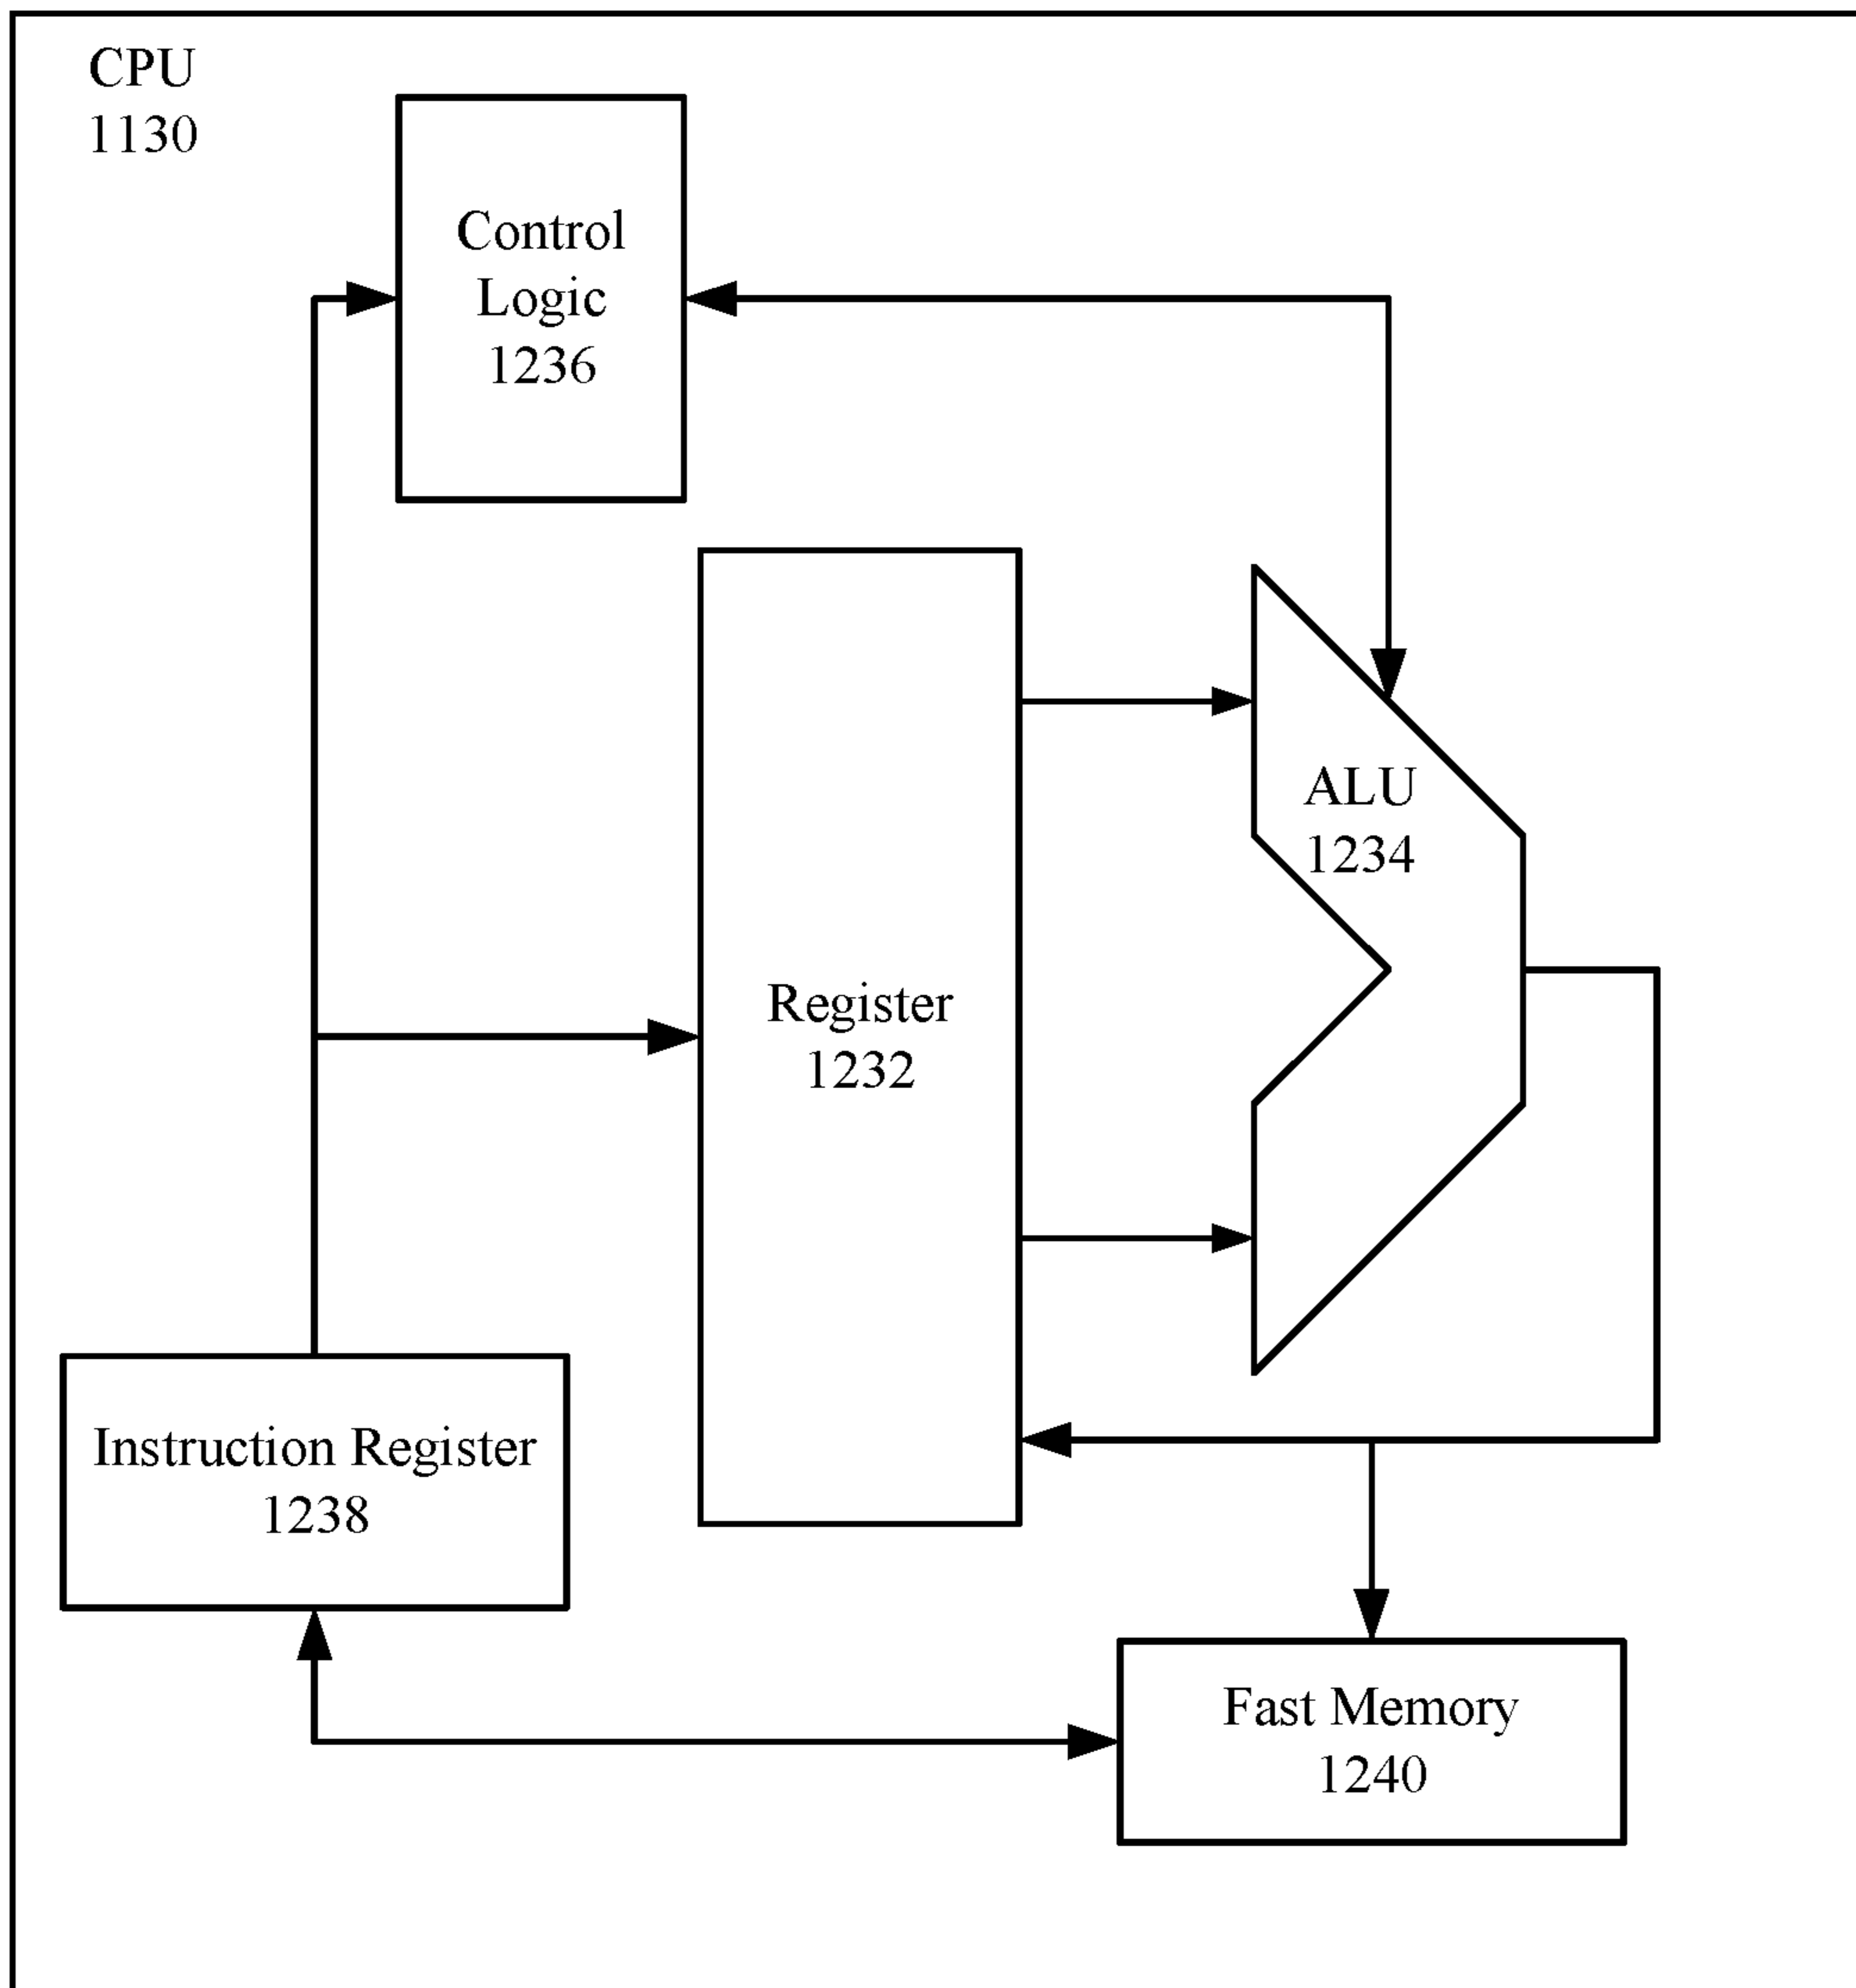 CPU
1130
Control
Logic
1236
ALU
1234
Register
1232
Instruction Register
1238
Fast Memory
1240